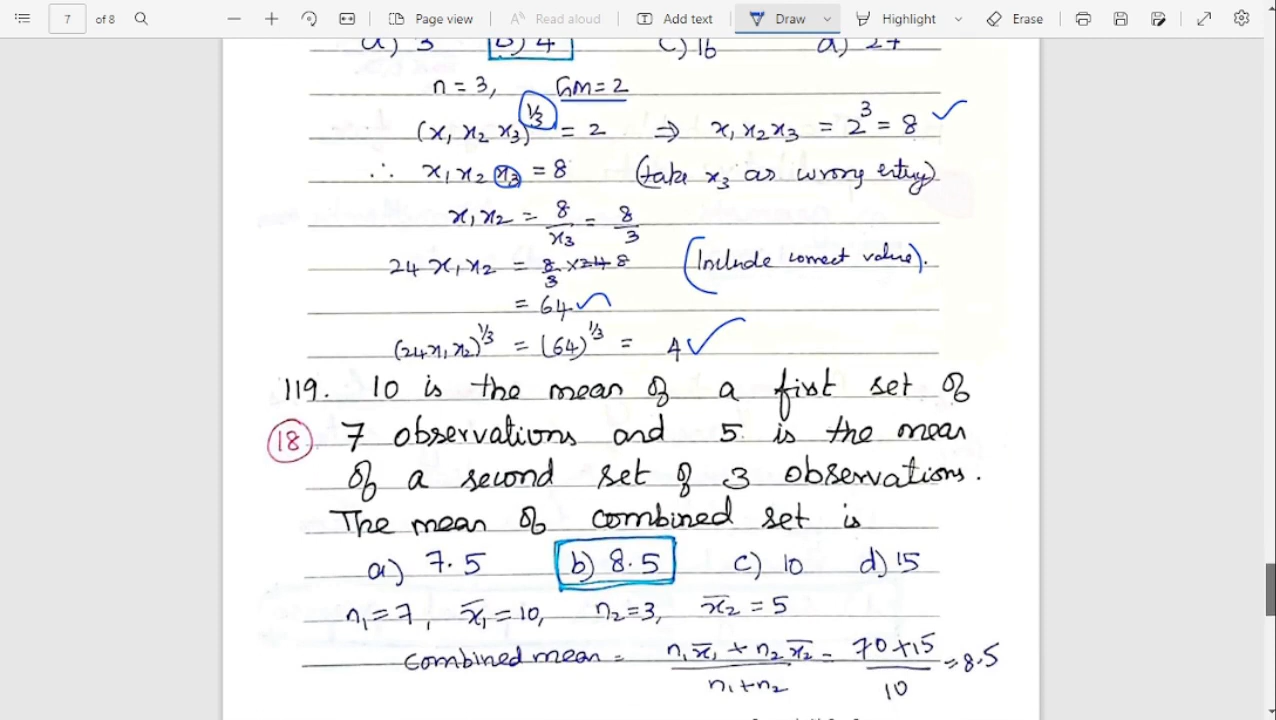 7 of 8 Page view Read aloud Add text Draw Highlight Erase
a) 3 b) 4 c) 16 d) 27
n = 3, GM = 2
(x₁ x₂ x₃)^1/3 = 2 ⇒ x₁ x₂ x₃ = 2³ = 8
∴ x₁ x₂ x₃ = 8 (take x₃ as wrong entry)
x₁ x₂ = 8/x₃ = 8/3
24 x₁ x₂ = 8/3 × 24 8 (Include correct value).
= 64
(24 x₁ x₂)^1/3 = (64)^1/3 = 4
119. 10 is the mean of a first set of
18 7 observations and 5 is the mean
of a second set of 3 observations.
The mean of combined set is
a) 7.5 b) 8.5 c) 10 d) 15
n₁ = 7, x̄₁ = 10, n₂ = 3, x̄₂ = 5
Combined mean = n₁x̄₁ + n₂x̄₂ / n₁+n₂ = 70+15 / 10 = 8.5